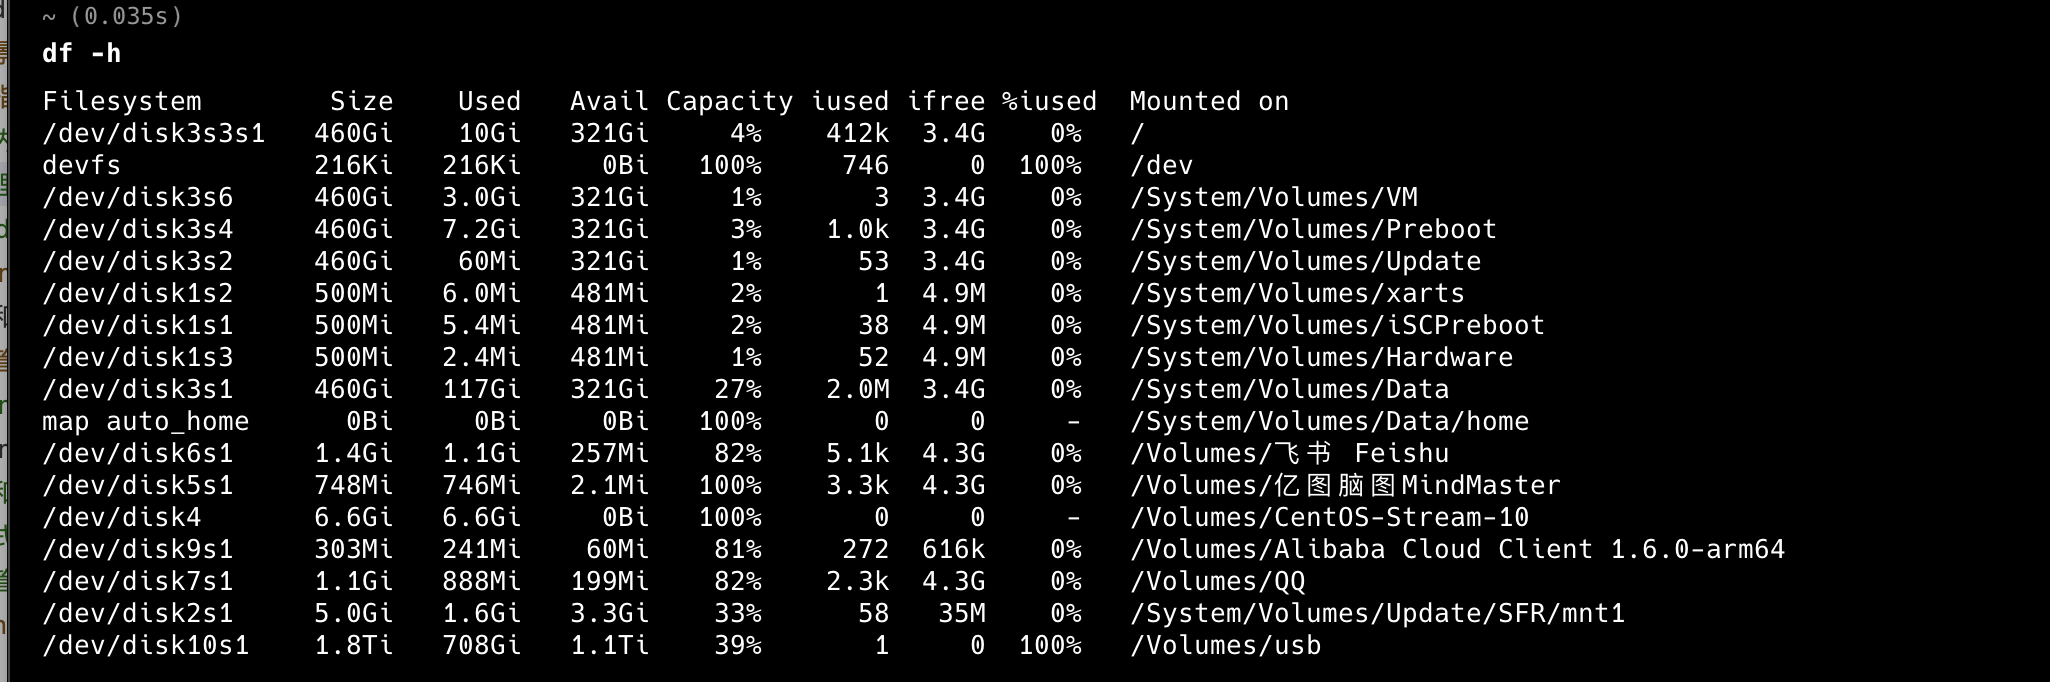 ~ (0.035s)
df -h
Filesystem Size Used Avail Capacity iused ifree %iused Mounted on
/dev/disk3s3s1 460Gi 10Gi 321Gi 4% 412k 3.4G 0% /
devfs 216Ki 216Ki 0Bi 100% 746 0 100% /dev
/dev/disk3s6 460Gi 3.0Gi 321Gi 1% 3 3.4G 0% /System/Volumes/VM
/dev/disk3s4 460Gi 7.2Gi 321Gi 3% 1.0k 3.4G 0% /System/Volumes/Preboot
/dev/disk3s2 460Gi 60Mi 321Gi 1% 53 3.4G 0% /System/Volumes/Update
/dev/disk1s2 500Mi 6.0Mi 481Mi 2% 1 4.9M 0% /System/Volumes/xarts
/dev/disk1s1 500Mi 5.4Mi 481Mi 2% 38 4.9M 0% /System/Volumes/iSCPreboot
/dev/disk1s3 500Mi 2.4Mi 481Mi 1% 52 4.9M 0% /System/Volumes/Hardware
/dev/disk3s1 460Gi 117Gi 321Gi 27% 2.0M 3.4G 0% /System/Volumes/Data
map auto_home 0Bi 0Bi 0Bi 100% 0 0 - /System/Volumes/Data/home
/dev/disk6s1 1.4Gi 1.1Gi 257Mi 82% 5.1k 4.3G 0% /Volumes/飞书 Feishu
/dev/disk5s1 748Mi 746Mi 2.1Mi 100% 3.3k 4.3G 0% /Volumes/亿图脑图MindMaster
/dev/disk4 6.6Gi 6.6Gi 0Bi 100% 0 0 - /Volumes/CentOS-Stream-10
/dev/disk9s1 303Mi 241Mi 60Mi 81% 272 616k 0% /Volumes/Alibaba Cloud Client 1.6.0-arm64
/dev/disk7s1 1.1Gi 888Mi 199Mi 82% 2.3k 4.3G 0% /Volumes/QQ
/dev/disk2s1 5.0Gi 1.6Gi 3.3Gi 33% 58 35M 0% /System/Volumes/Update/SFR/mnt1
/dev/disk10s1 1.8Ti 708Gi 1.1Ti 39% 1 0 100% /Volumes/usb